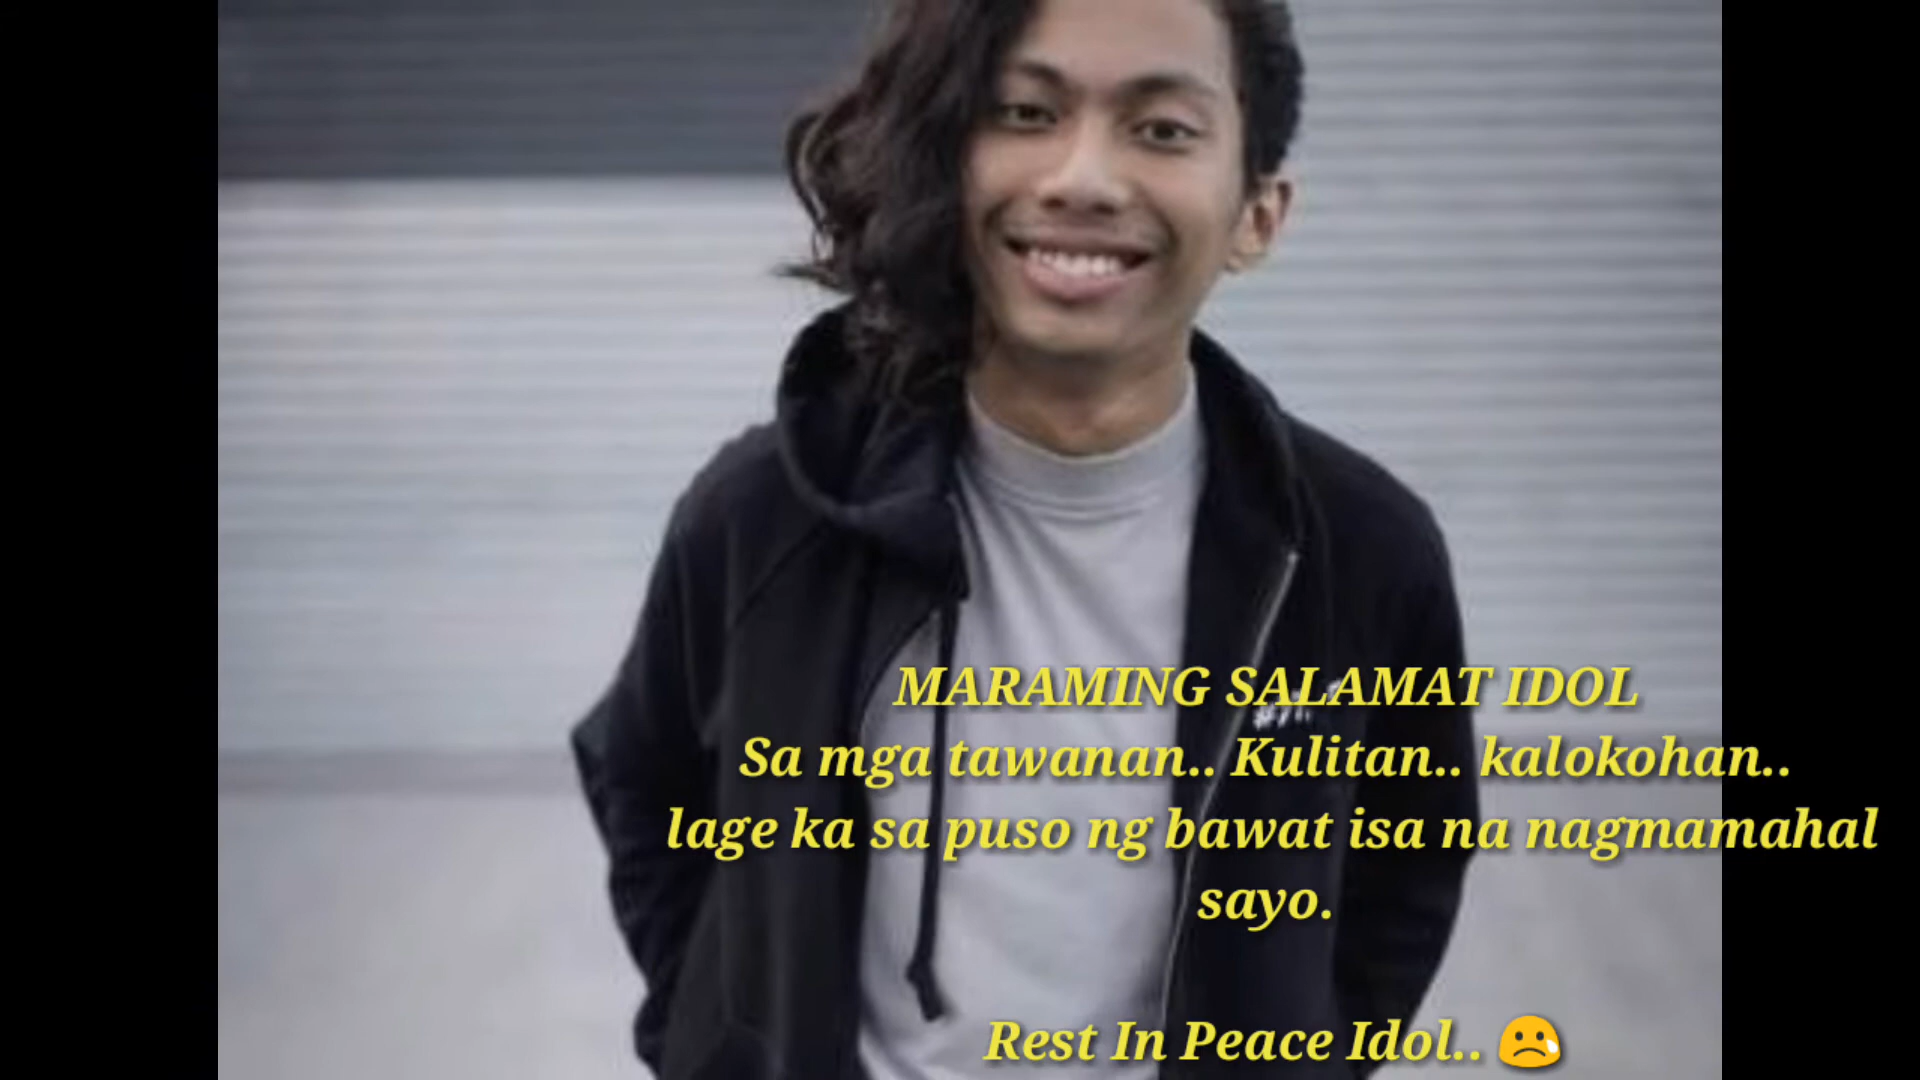 MARAMING SALAMAT IDOL
Sa mga tawanan.. Kulitan.. kalokohan..
lage ka sa puso ng bawat isa na nagmamahal
sayo.
Rest In Peace Idol.. 😢